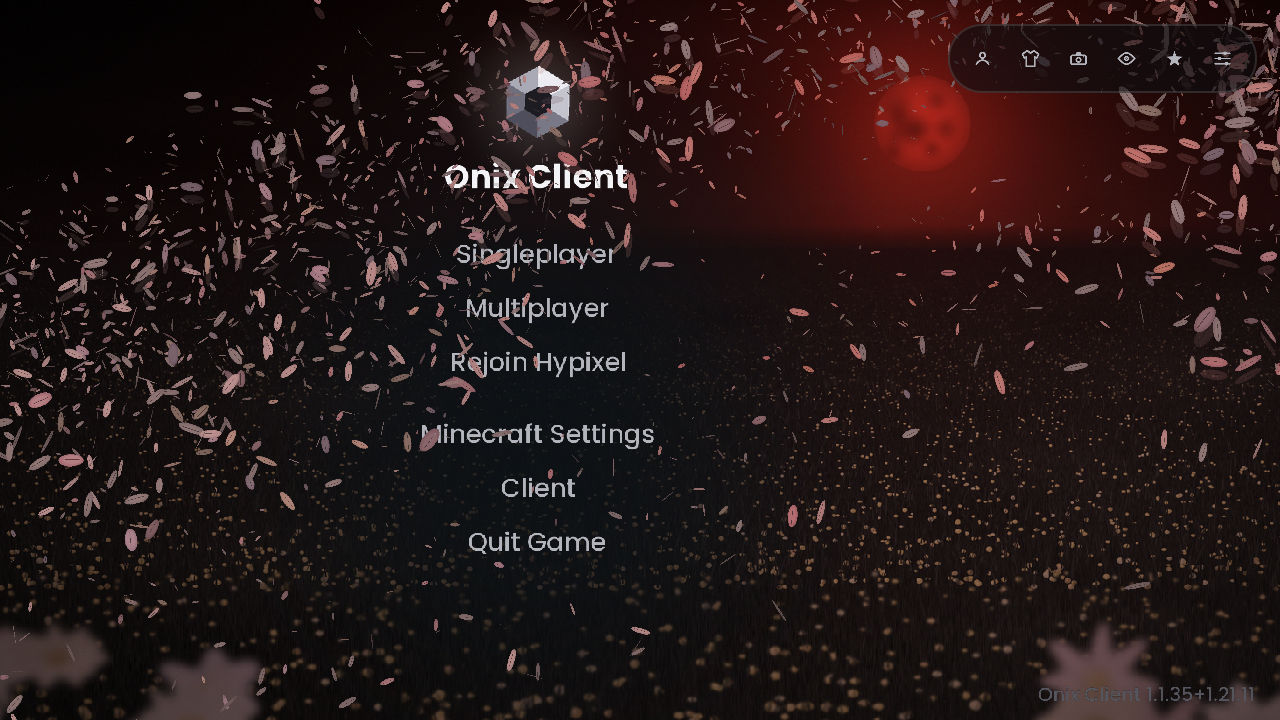 Onix Client
Singleplayer
Multiplayer
Rejoin Hypixel
Minecraft Settings
Client
Quit Game
Onix Client 1.1.35+1.21.11